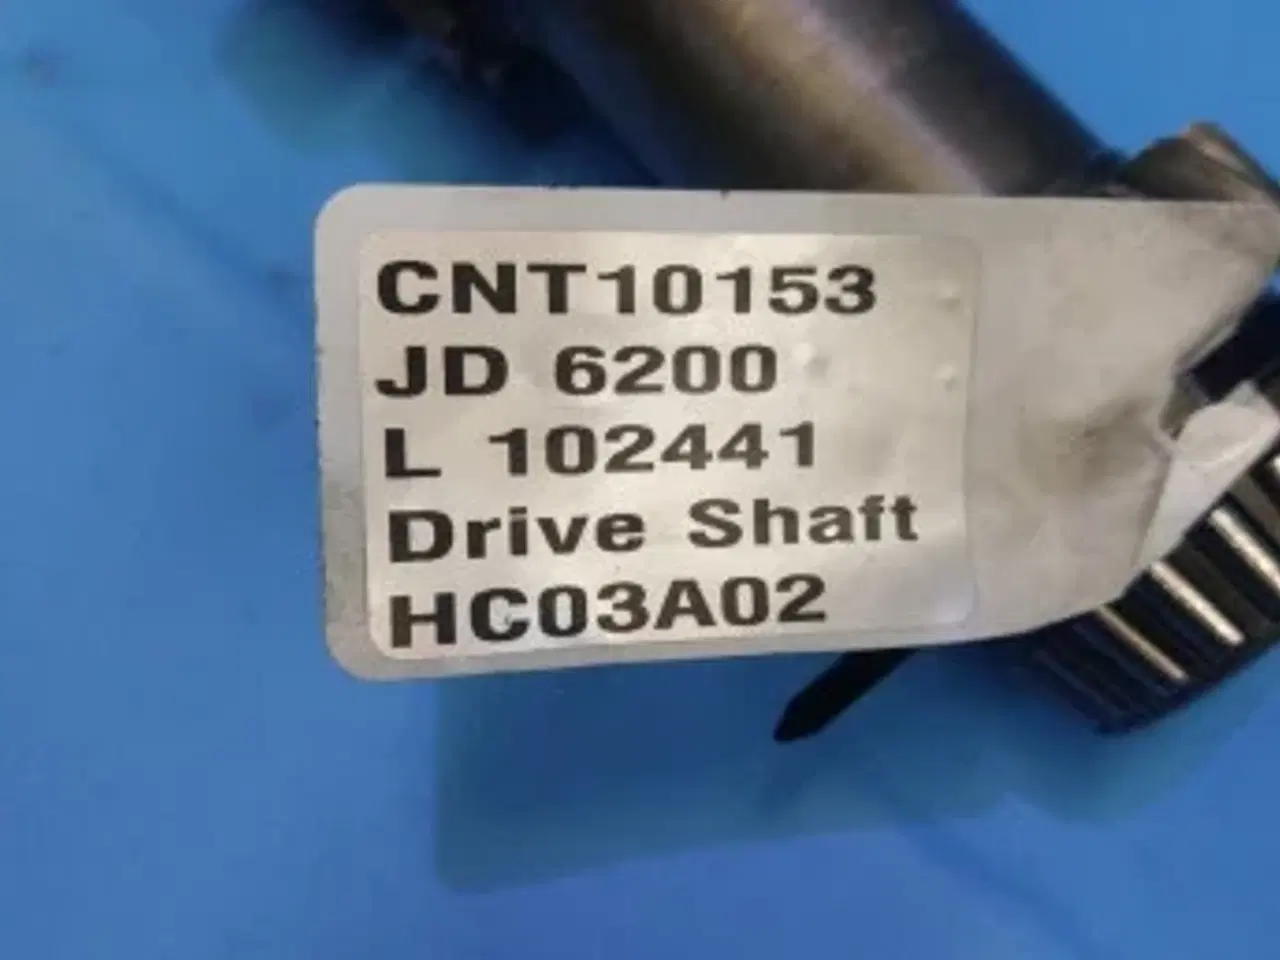 CNT10153
JD 6200
L 102441
Drive Shaft
HC03A02